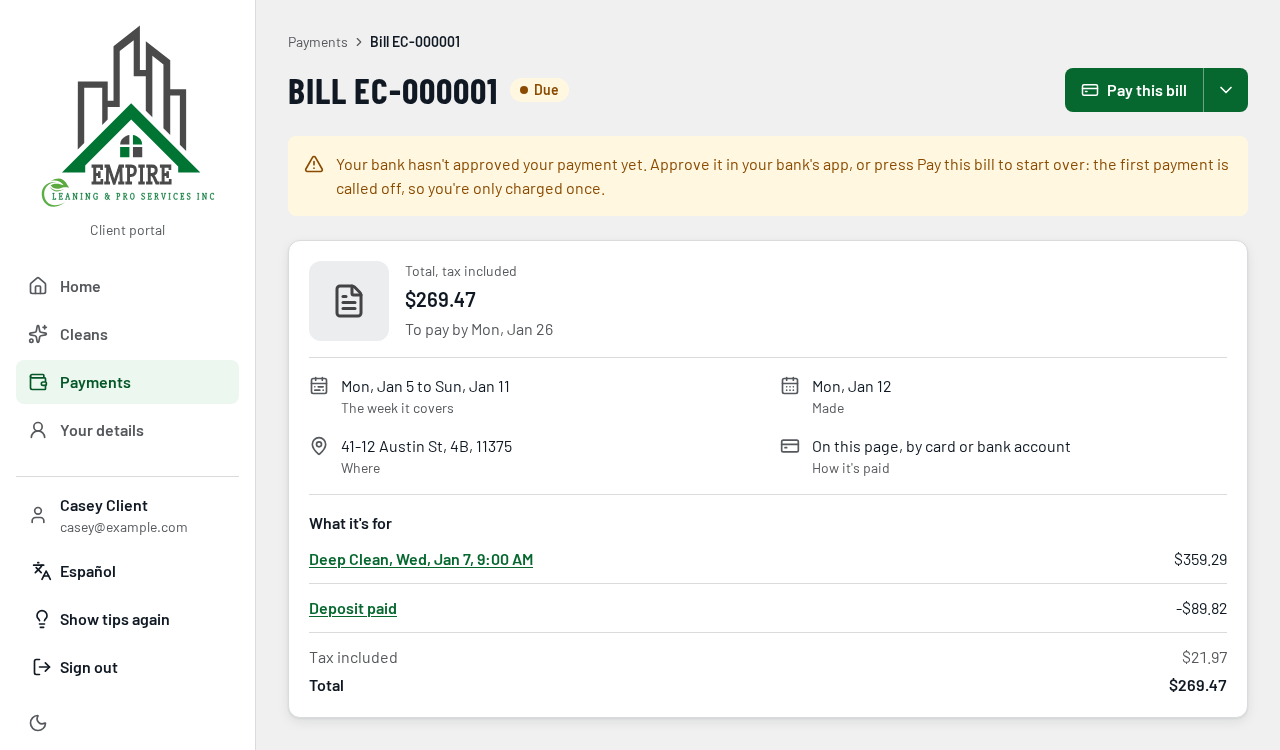 EMPIRE
LEANING & PRO SERVICES INC
Client portal
Home
Cleans
Payments
Your details
Casey Client
casey@example.com
Español
Show tips again
Sign out
Payments > Bill EC-000001
BILL EC-000001
Due
Pay this bill
Your bank hasn't approved your payment yet. Approve it in your bank's app, or press Pay this bill to start over: the first payment is
called off, so you're only charged once.
Total, tax included
$269.47
To pay by Mon, Jan 26
Mon, Jan 5 to Sun, Jan 11
The week it covers
Mon, Jan 12
Made
41-12 Austin St, 4B, 11375
Where
On this page, by card or bank account
How it's paid
What it's for
Deep Clean, Wed, Jan 7, 9:00 AM $359.29
Deposit paid -$89.82
Tax included $21.97
Total $269.47